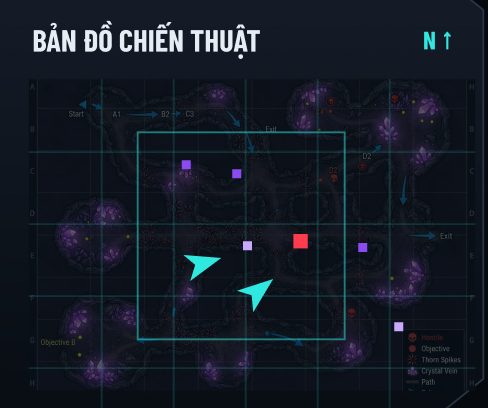 BẢN ĐỒ CHIẾN THUẬT
N ↑
A
Start
A1
B2
C3
B
Exit
B
D2
C
C
D
D
E
Exit
E
F
F
G
Objective B
G
H
H
Hostile
Objective
Thorn Spikes
Crystal Vein
Path